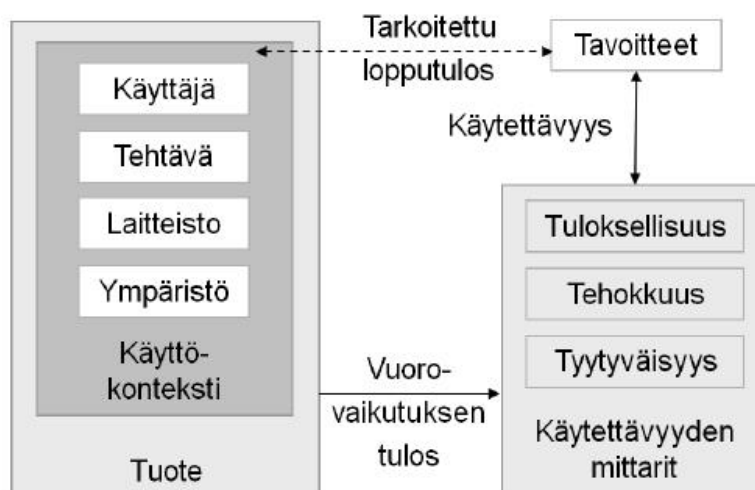 Käyttäjä
Tehtävä
Laitteisto
Ympäristö
Käyttö-
konteksti
Tuote
Tarkoitettu
lopputulos
Tavoitteet
Käytettävyys
Vuoro-
vaikutuksen
tulos
Tuloksellisuus
Tehokkuus
Tyytyväisyys
Käytettävyyden
mittarit